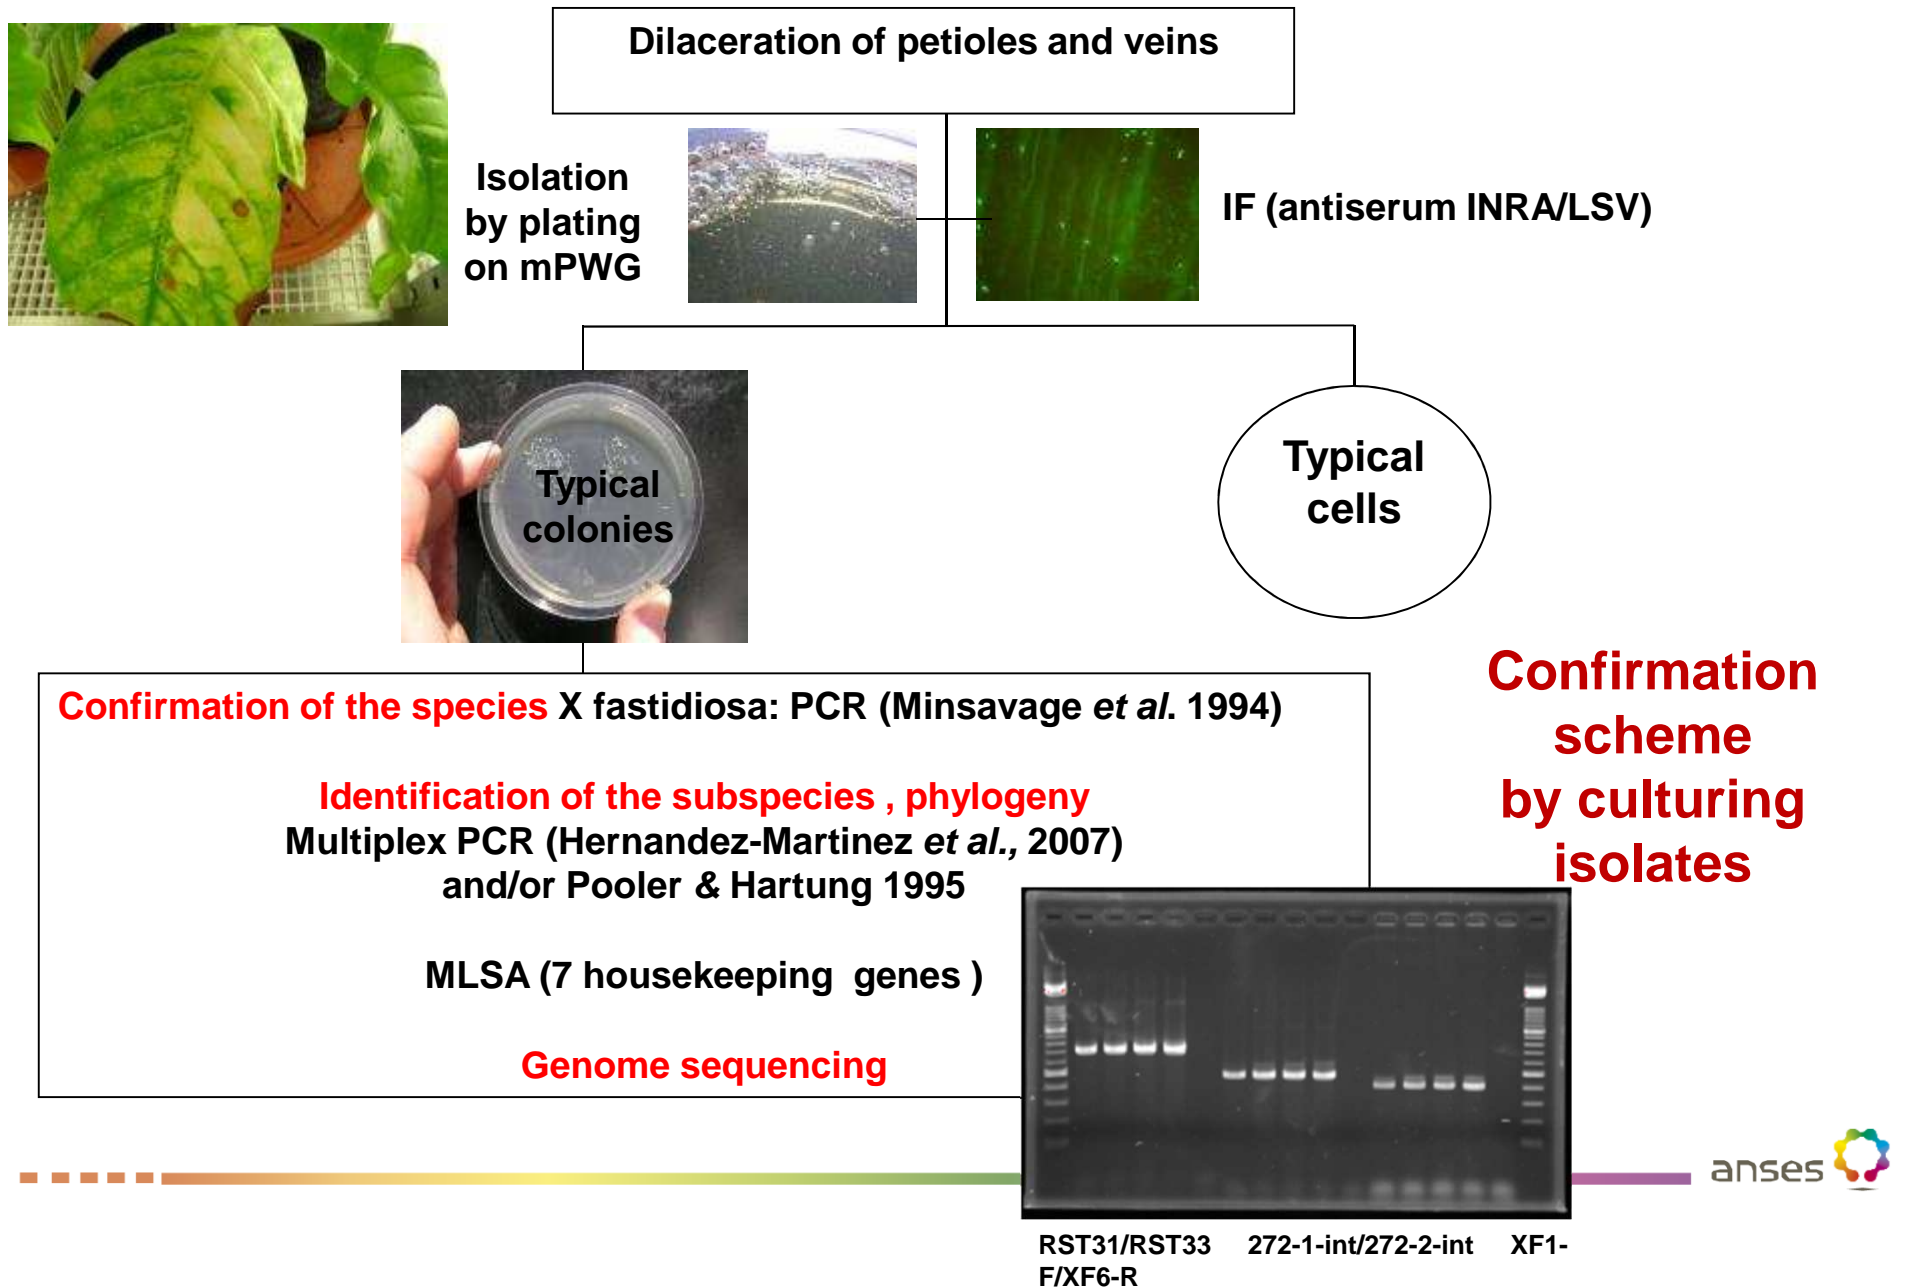 Dilaceration of petioles and veins
Isolation
by plating
on mPWG
IF (antiserum INRA/LSV)
Typical
colonies
Typical
cells
Confirmation of the species X fastidiosa: PCR (Minsavage et al. 1994)
Identification of the subspecies , phylogeny
Multiplex PCR (Hernandez-Martinez et al., 2007)
and/or Pooler & Hartung 1995
MLSA (7 housekeeping genes )
Genome sequencing
Confirmation
scheme
by culturing
isolates
RST31/RST33 272-1-int/272-2-int XF1-
F/XF6-R
anses